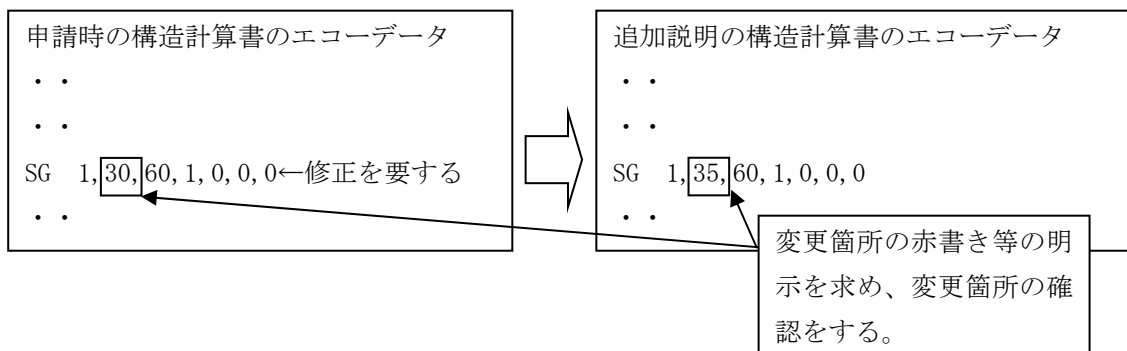 申請時の構造計算書のエコーデータ
・・
・・
SG 1,30,60,1,0,0,0←修正を要する
・・
追加説明の構造計算書のエコーデータ
・・
・・
SG 1,35,60,1,0,0,0
・・
変更箇所の赤書き等の明
示を求め、変更箇所の確
認をする。